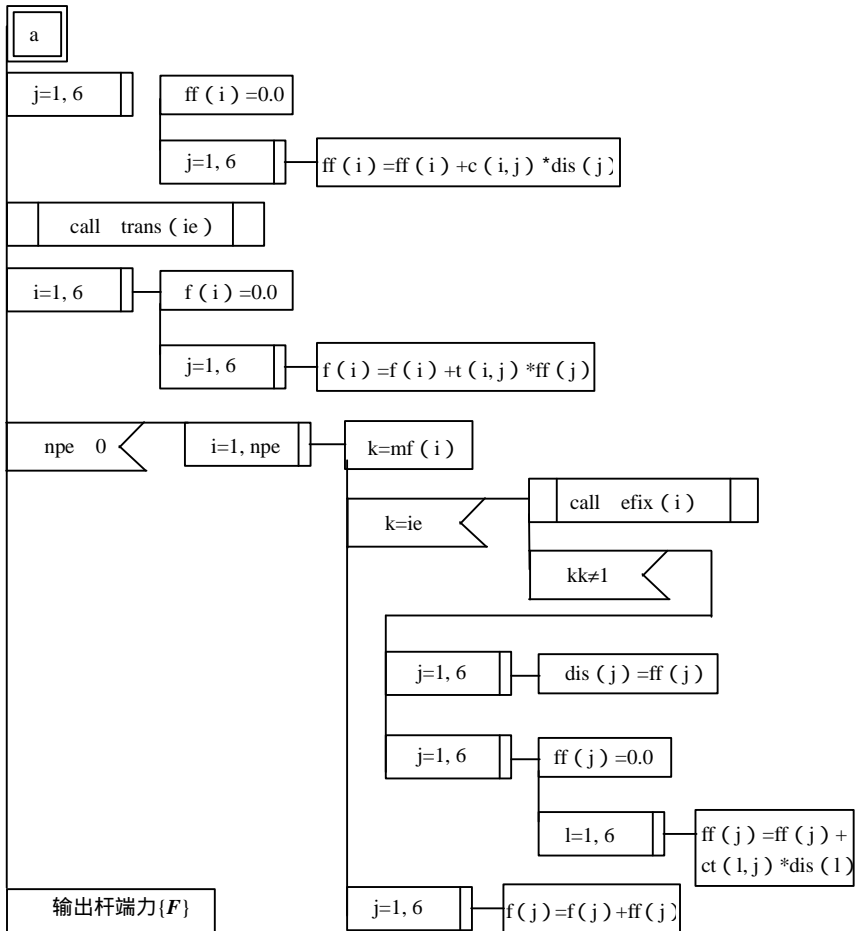 a
j=1, 6
ff（i）=0.0
j=1, 6
ff（i）=ff（i）+c（i,j）*dis（j）
call trans（ie）
i=1, 6
f（i）=0.0
j=1, 6
f（i）=f（i）+t（i,j）*ff（j）
npe 0
i=1, npe
k=mf（i）
k=ie
call efix（i）
kk≠1
j=1, 6
dis（j）=ff（j）
j=1, 6
ff（j）=0.0
l=1, 6
ff（j）=ff（j）+
ct（l,j）*dis（l）
输出杆端力{F}
j=1, 6
f（j）=f（j）+ff（j）